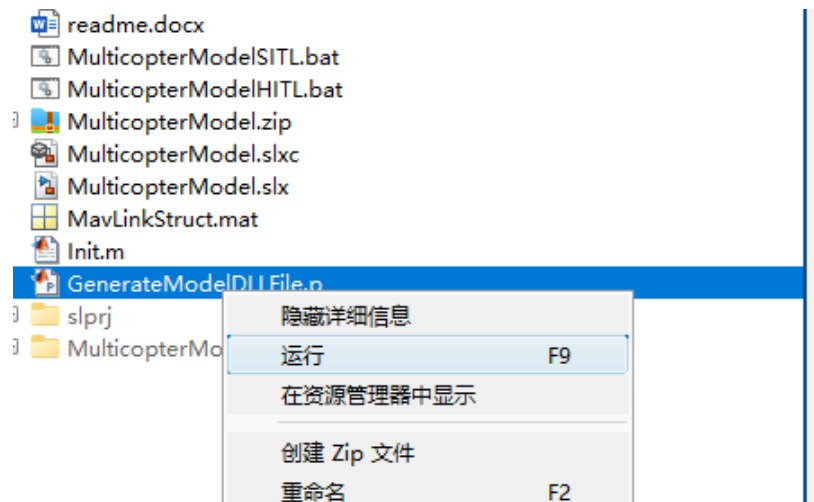 readme.docx
MulticopterModelSITL.bat
MulticopterModelHITL.bat
MulticopterModel.zip
MulticopterModel.slxc
MulticopterModel.slx
MavLinkStruct.mat
Init.m
GenerateModelDLLFile.p
slprj
隐藏详细信息
MulticopterMo
运行 F9
在资源管理器中显示
创建 Zip 文件
重命名 F2